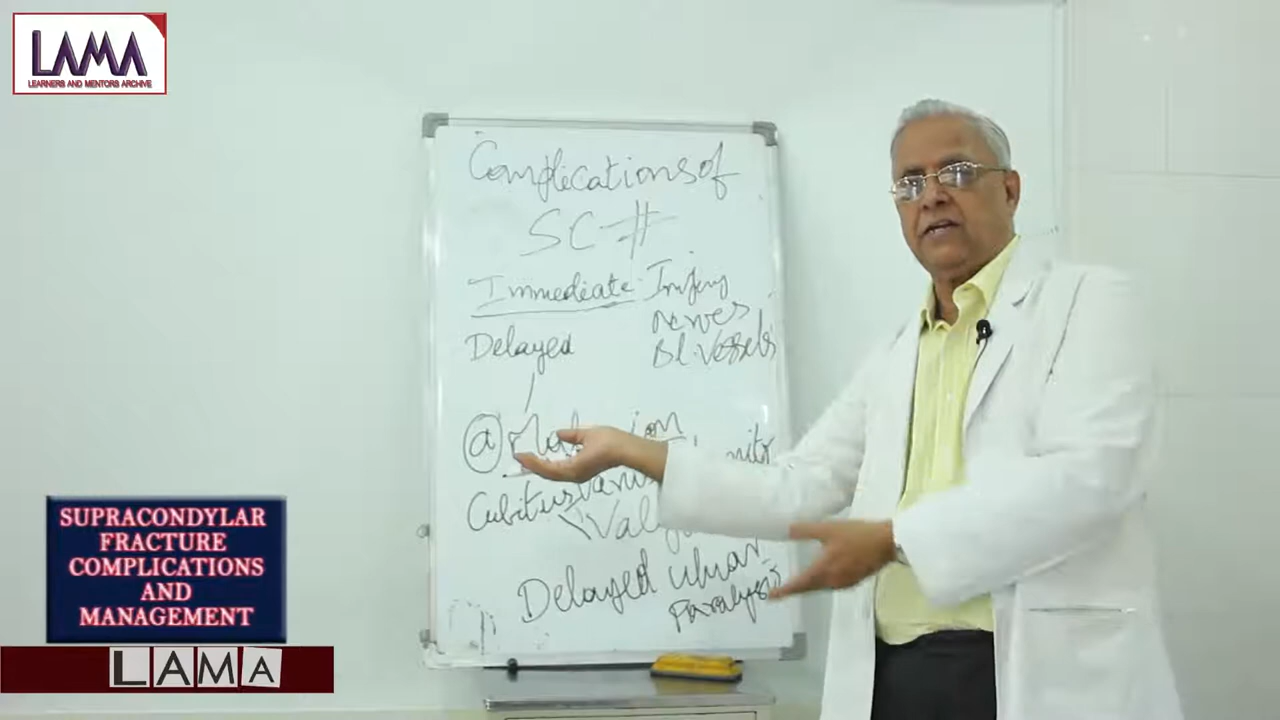 LAMA
LEARNERS AND MENTORS ARCHIVE
Complications of
SC #
Immediate - Injury
Nerves
Bl. Vessels
Delayed
a
Cubitus Varus
Delayed Ulnar
Paralysis
SUPRACONDYLAR
FRACTURE
COMPLICATIONS
AND
MANAGEMENT
LAMA